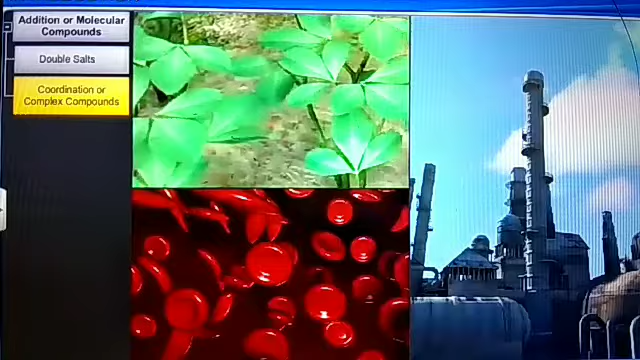 Addition or Molecular
Compounds
Double Salts
Coordination or
Complex Compounds